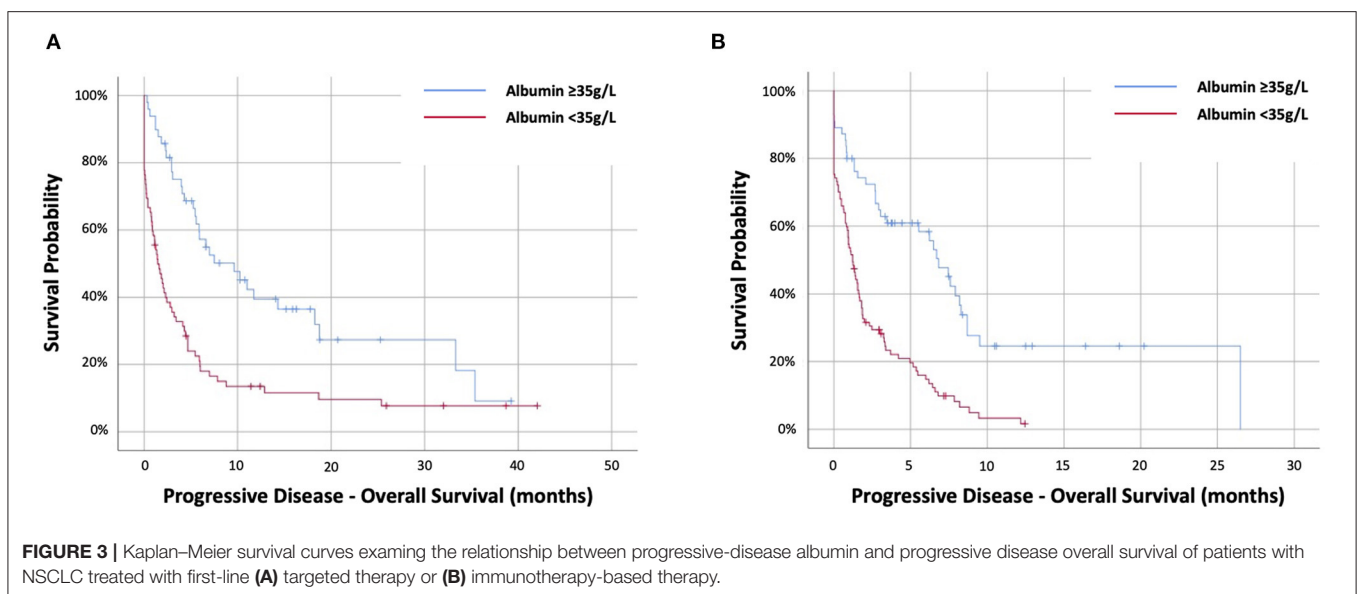 A
B
Albumin ≥35g/L
Albumin <35g/L
100%
80%
60%
40%
20%
0%
Survival Probability
0 10 20 30 40 50
Progressive Disease - Overall Survival (months)
Albumin ≥35g/L
Albumin <35g/L
100%
80%
60%
40%
20%
0%
Survival Probability
0 5 10 15 20 25 30
Progressive Disease - Overall Survival (months)
FIGURE 3 | Kaplan–Meier survival curves examing the relationship between progressive-disease albumin and progressive disease overall survival of patients with
NSCLC treated with first-line (A) targeted therapy or (B) immunotherapy-based therapy.